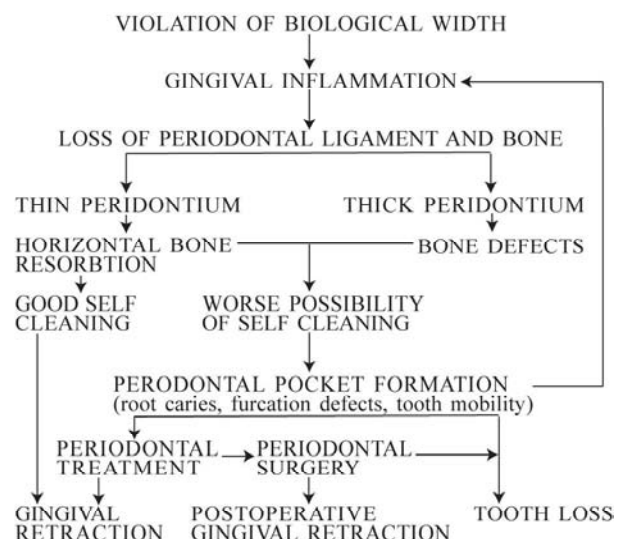 VIOLATION OF BIOLOGICAL WIDTH
GINGIVAL INFLAMMATION
LOSS OF PERIODONTAL LIGAMENT AND BONE
THIN PERIDONTIUM
THICK PERIDONTIUM
HORIZONTAL BONE
RESORBTION
BONE DEFECTS
GOOD SELF
CLEANING
WORSE POSSIBILITY
OF SELF CLEANING
PERODONTAL POCKET FORMATION
(root caries, furcation defects, tooth mobility)
PERIODONTAL
TREATMENT
PERIODONTAL
SURGERY
GINGIVAL
RETRACTION
POSTOPERATIVE
GINGIVAL RETRACTION
TOOTH LOSS